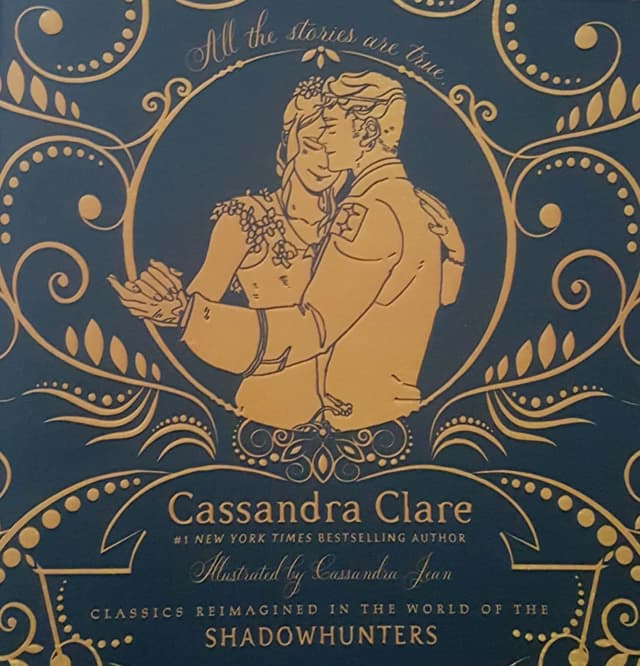 All the stories are true.
Cassandra Clare
#1 NEW YORK TIMES BESTSELLING AUTHOR
Illustrated by Cassandra Jean
CLASSICS REIMAGINED IN THE WORLD OF THE
SHADOWHUNTERS